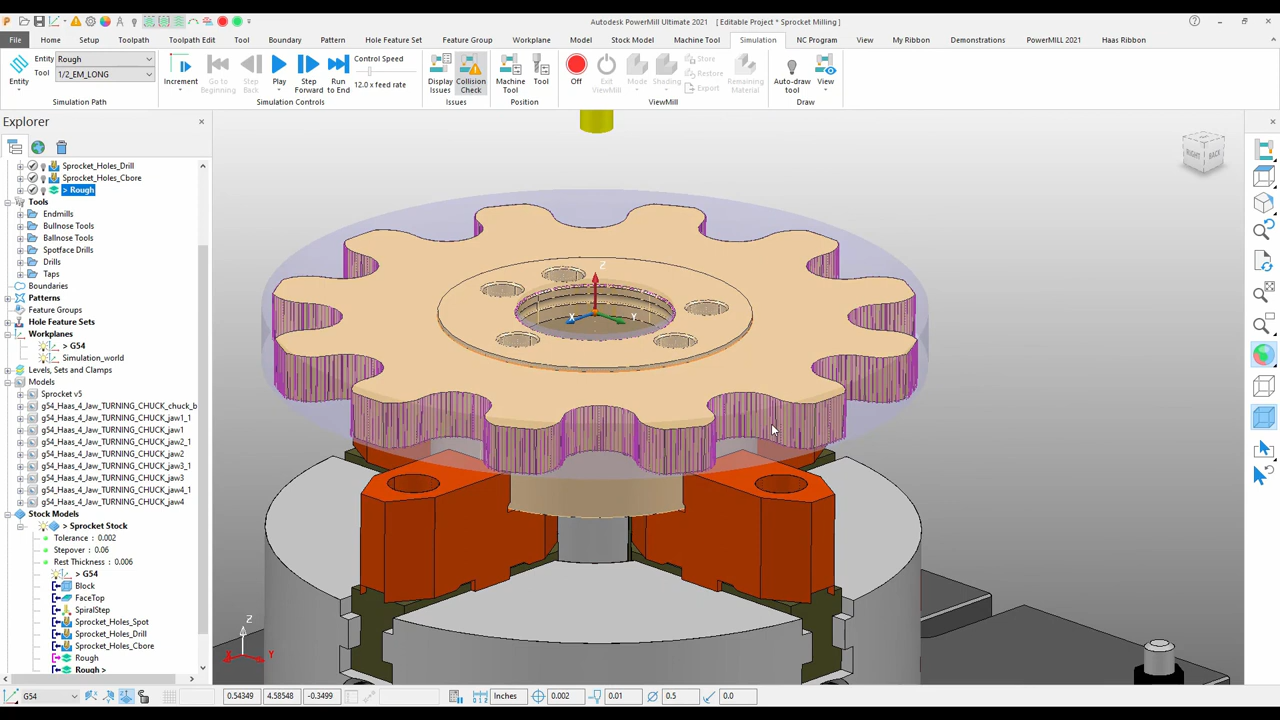 Autodesk PowerMill Ultimate 2021    [ Editable Project * Sprocket Milling ]
File Home Setup Toolpath Toolpath Edit Tool Boundary Pattern Hole Feature Set Feature Group Workplane Model Stock Model Machine Tool Simulation NC Program View My Ribbon Demonstrations PowerMILL 2021 Haas Ribbon
Entity
Entity Rough
Tool 1/2_EM_LONG
Simulation Path
Increment
Go to Beginning
Step Back
Play
Step Forward
Run to End
Control Speed
12.0 x feed rate
Simulation Controls
Display Issues
Collision Check
Issues
Machine Tool
Tool
Position
Off
Exit ViewMill
Mode
Shading
Store
Restore
Export
Remaining Material
ViewMill
Auto-draw tool
View
Draw
Explorer
Sprocket_Holes_Drill
Sprocket_Holes_Cbore
> Rough
Tools
Endmills
Bullnose Tools
Ballnose Tools
Spotface Drills
Drills
Taps
Boundaries
Patterns
Feature Groups
Hole Feature Sets
Workplanes
> G54
Simulation_world
Levels, Sets and Clamps
Models
Sprocket v5
g54_Haas_4_Jaw_TURNING_CHUCK_chuck_b
g54_Haas_4_Jaw_TURNING_CHUCK_jaw1_1
g54_Haas_4_Jaw_TURNING_CHUCK_jaw1
g54_Haas_4_Jaw_TURNING_CHUCK_jaw2_1
g54_Haas_4_Jaw_TURNING_CHUCK_jaw2
g54_Haas_4_Jaw_TURNING_CHUCK_jaw3_1
g54_Haas_4_Jaw_TURNING_CHUCK_jaw3
g54_Haas_4_Jaw_TURNING_CHUCK_jaw4_1
g54_Haas_4_Jaw_TURNING_CHUCK_jaw4
Stock Models
> Sprocket Stock
Tolerance : 0.002
Stepover : 0.06
Rest Thickness : 0.006
> G54
Block
FaceTop
SpiralStep
Sprocket_Holes_Spot
Sprocket_Holes_Drill
Sprocket_Holes_Cbore
Rough
Rough >
Z
X
Y
RIGHT BACK
Z
X
Y
G54 0.54349 4.58548 -0.3499 Inches 0.002 0.01 0.5 0.0